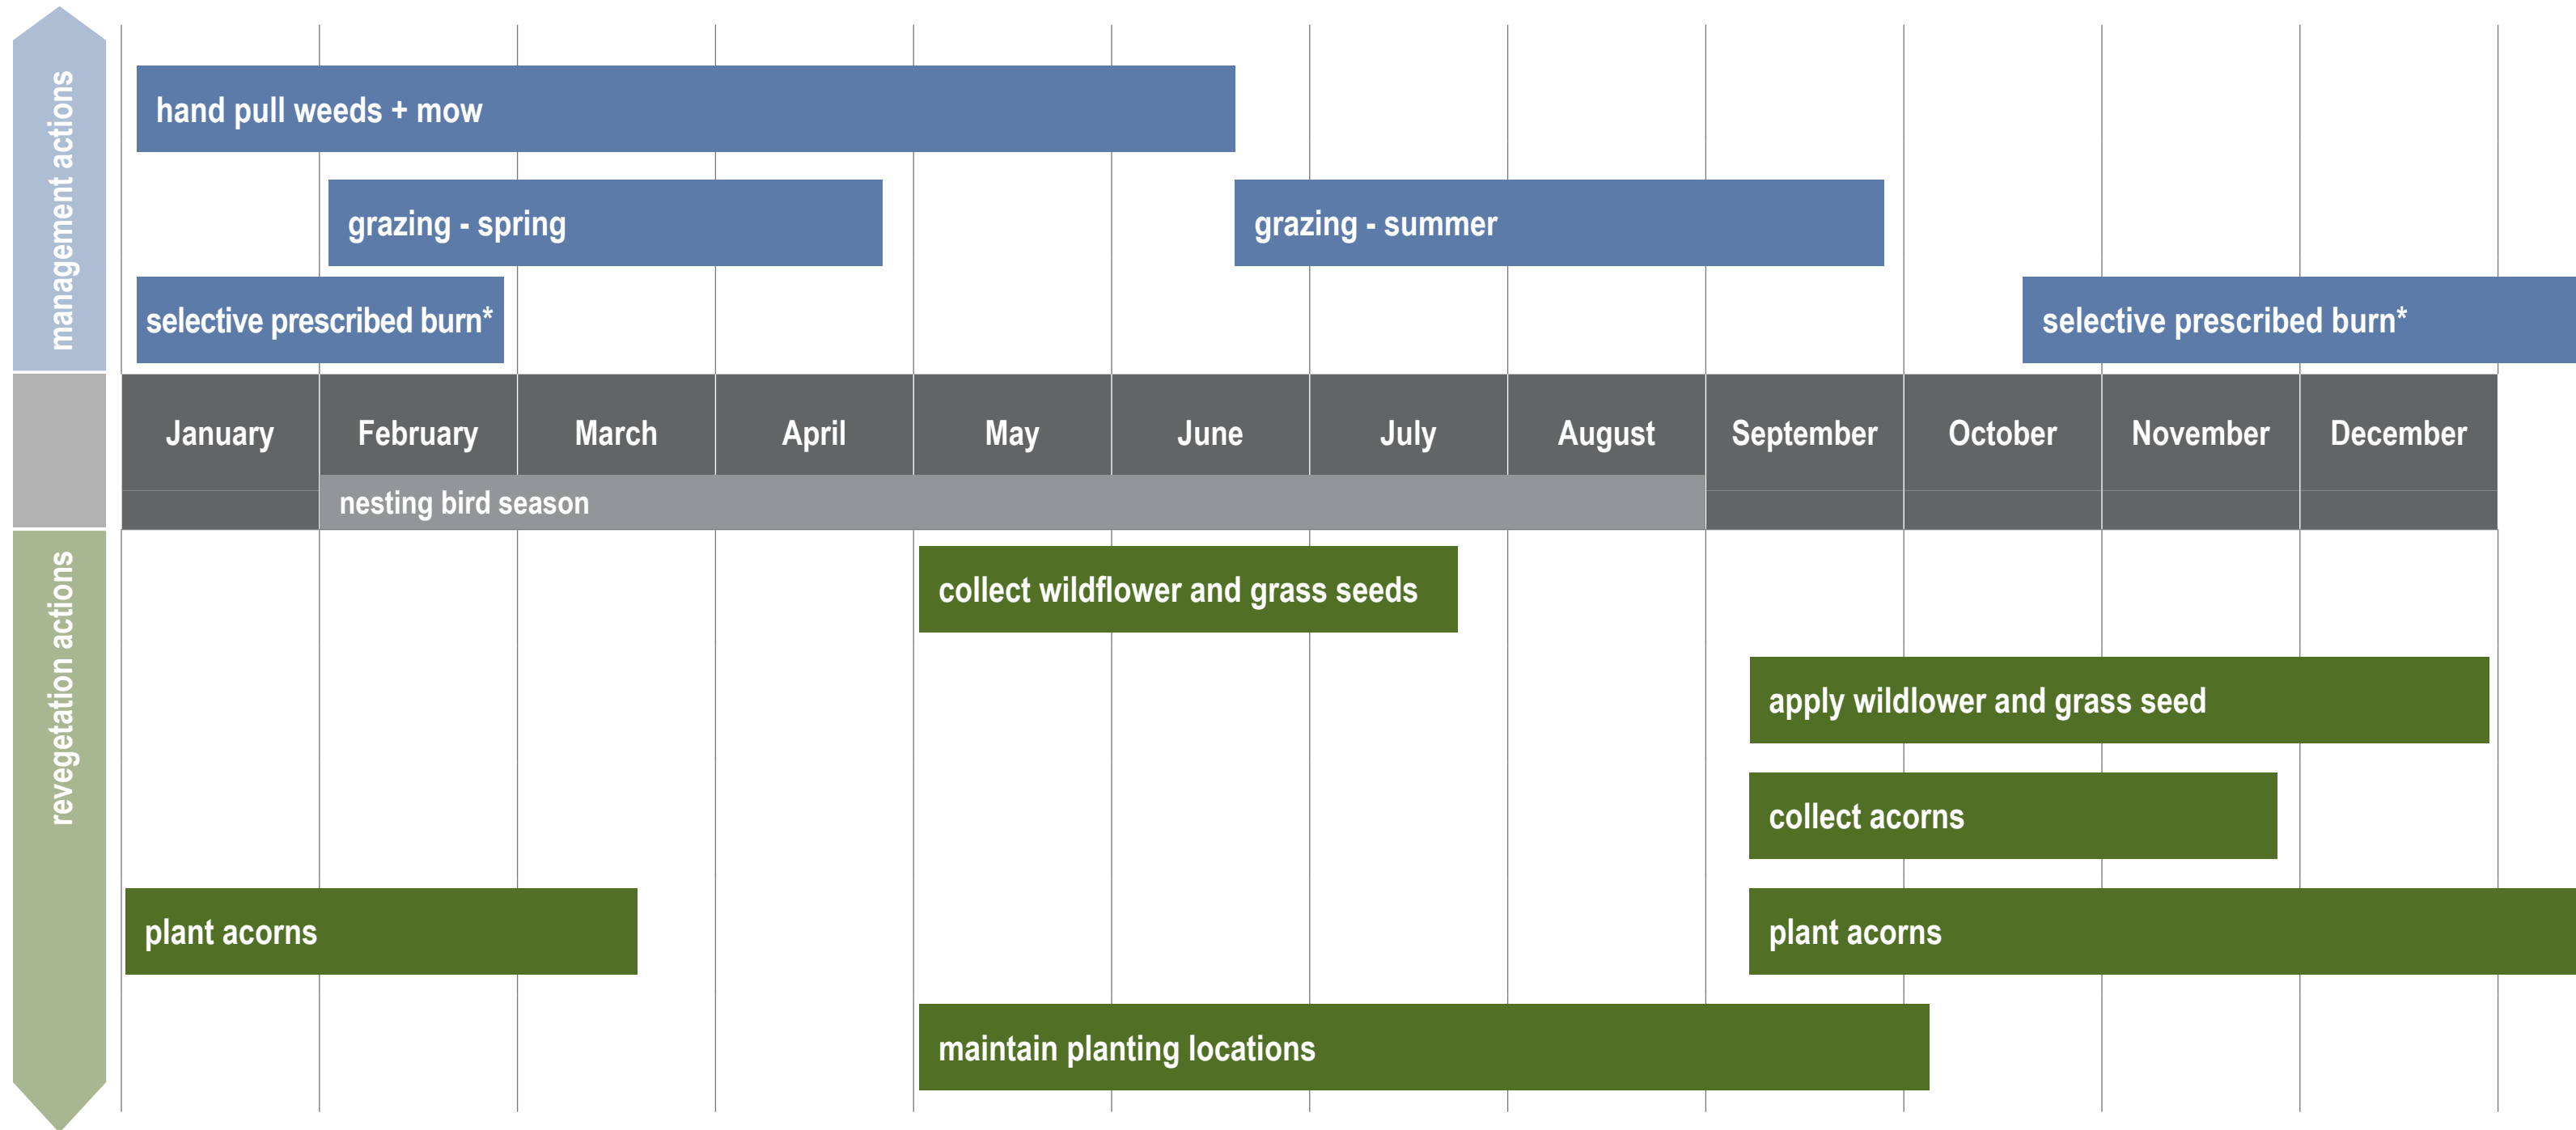 management actions
hand pull weeds + mow
grazing - spring
grazing - summer
selective prescribed burn*
selective prescribed burn*
January
February
March
April
May
June
July
August
September
October
November
December
nesting bird season
revegetation actions
collect wildflower and grass seeds
apply wildlower and grass seed
collect acorns
plant acorns
plant acorns
maintain planting locations